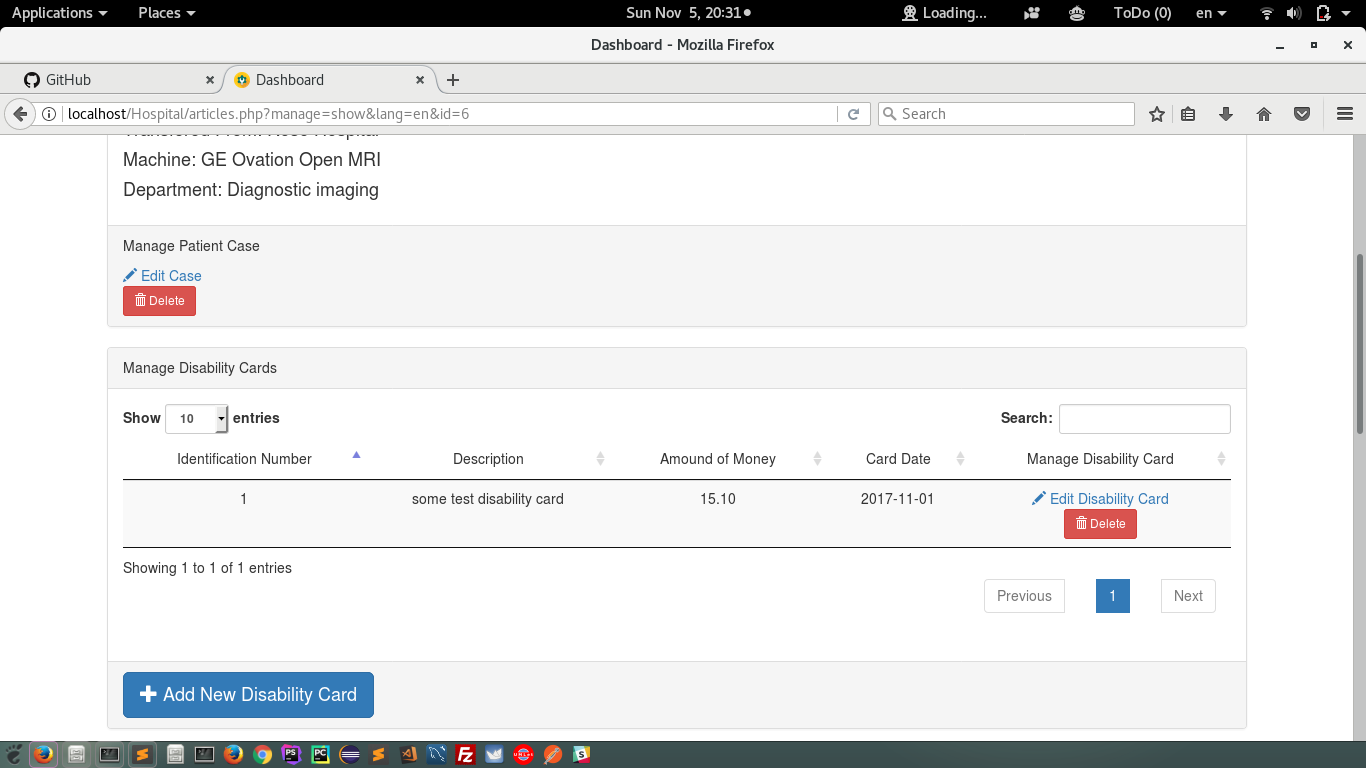 Applications Places Sun Nov 5, 20:31 Loading... ToDo (0) en
Dashboard - Mozilla Firefox
GitHub Dashboard
localhost/Hospital/articles.php?manage=show&lang=en&id=6 Search
Machine: GE Ovation Open MRI
Department: Diagnostic imaging
Manage Patient Case
Edit Case
Delete
Manage Disability Cards
Show 10 entries Search:
Identification Number Description Amound of Money Card Date Manage Disability Card
1 some test disability card 15.10 2017-11-01 Edit Disability Card
Delete
Showing 1 to 1 of 1 entries
Previous 1 Next
Add New Disability Card